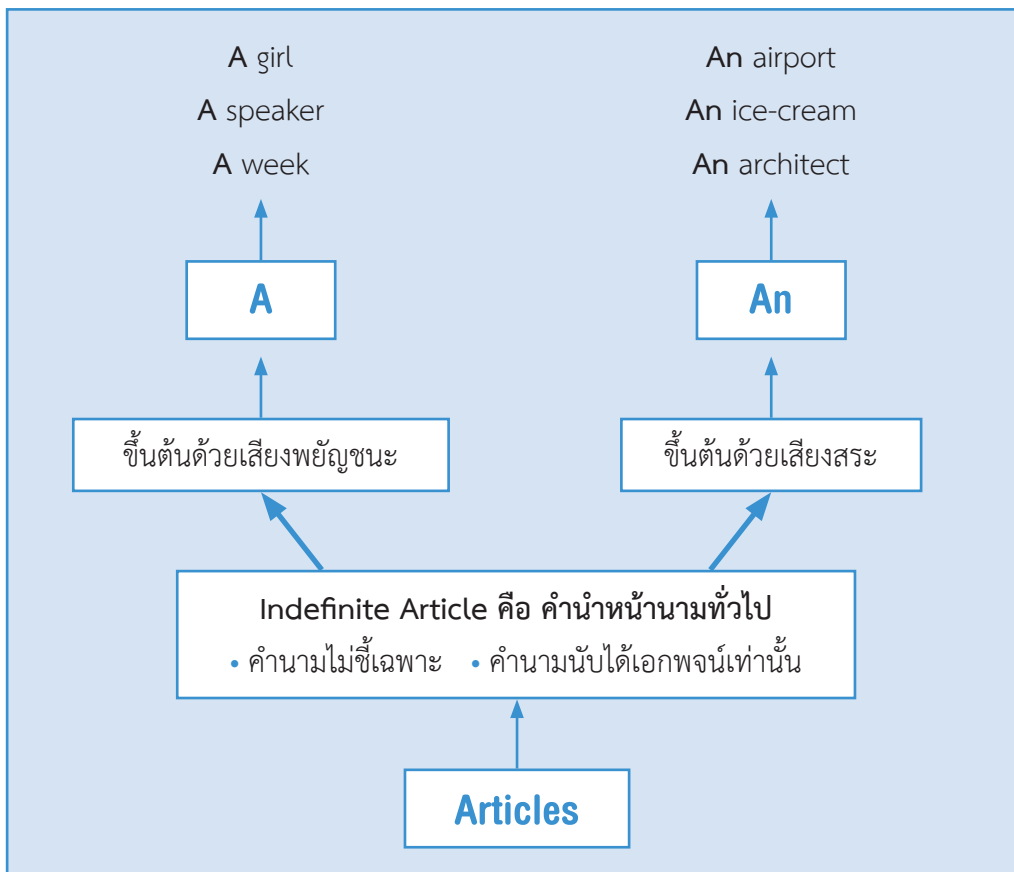 A girl
A speaker
A week
An airport
An ice-cream
An architect
A
An
ขึ้นต้นด้วยเสียงพยัญชนะ
ขึ้นต้นด้วยเสียงสระ
Indefinite Article คือ คำนำหน้านามทั่วไป
• คำนามไม่ชี้เฉพาะ • คำนามนับได้เอกพจน์เท่านั้น
Articles